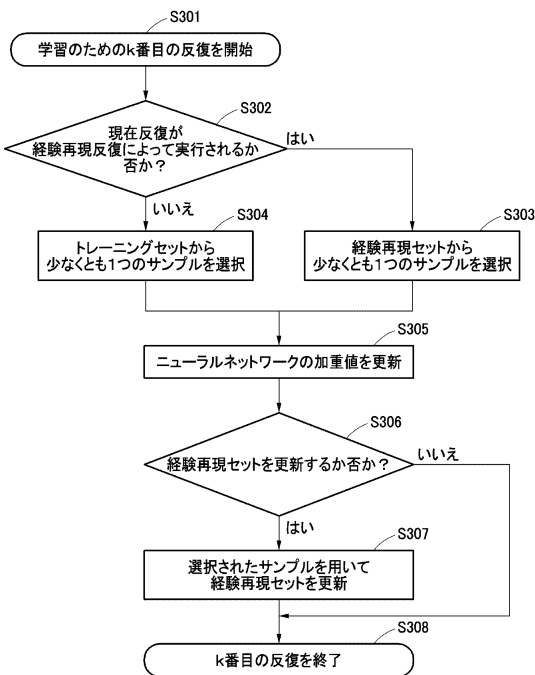 S301
学習のためのk番目の反復を開始
S302
現在反復が
経験再現反復によって実行されるか
否か？
はい
いいえ
S304
トレーニングセットから
少なくとも1つのサンプルを選択
S303
経験再現セットから
少なくとも1つのサンプルを選択
S305
ニューラルネットワークの加重値を更新
S306
経験再現セットを更新するか否か？
いいえ
はい
S307
選択されたサンプルを用いて
経験再現セットを更新
S308
k番目の反復を終了